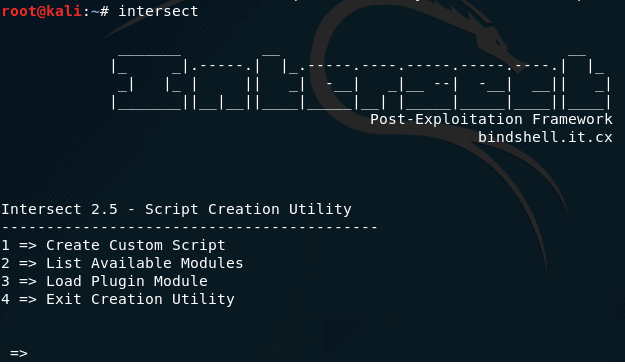 root@kali:~# intersect
Intersect
Post-Exploitation Framework
bindshell.it.cx
Intersect 2.5 - Script Creation Utility
------------------------------------------
1 => Create Custom Script
2 => List Available Modules
3 => Load Plugin Module
4 => Exit Creation Utility
=>